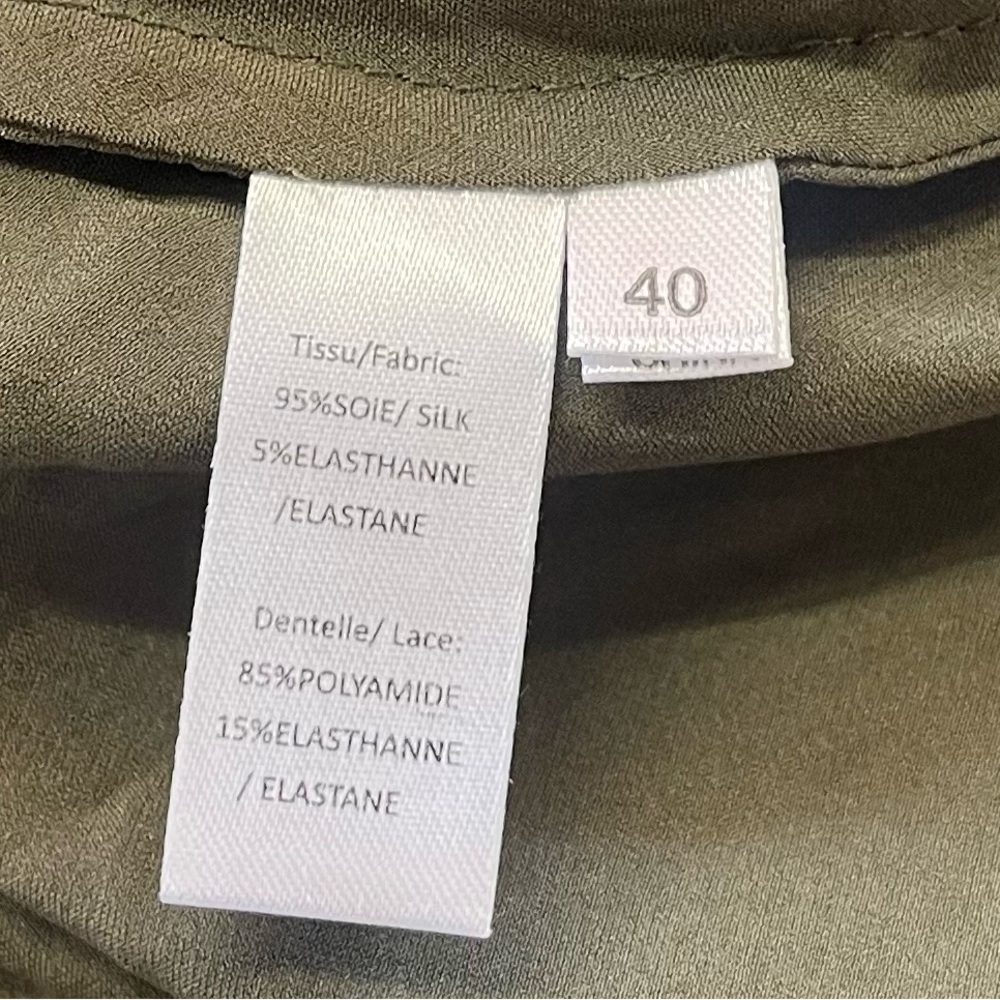 40
Tissu/Fabric:
95%SOIE/ SiLK
5%ELASTHANNE
/ELASTANE
Dentelle/ Lace:
85%POLYAMIDE
15%ELASTHANNE
/ ELASTANE